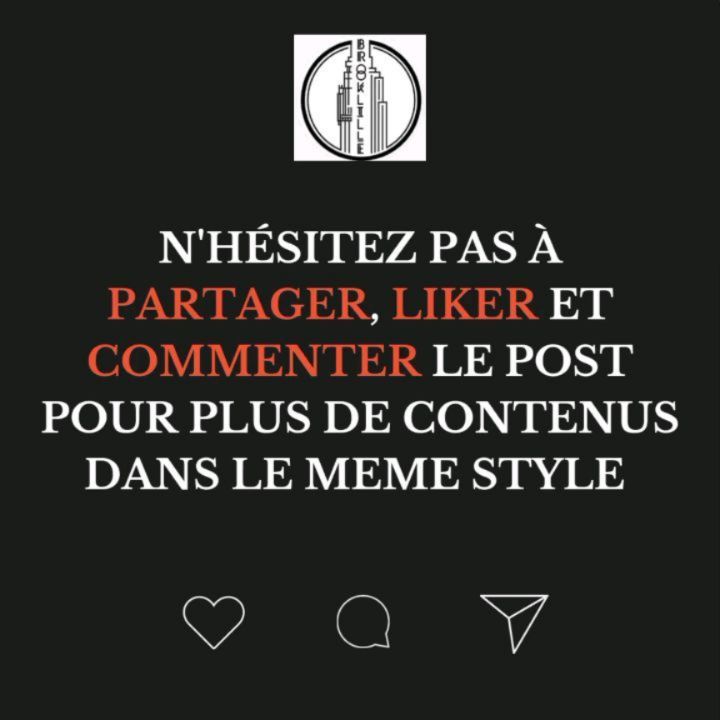 BROOKLILLE
N'HÉSITEZ PAS À
PARTAGER, LIKER ET
COMMENTER LE POST
POUR PLUS DE CONTENUS
DANS LE MEME STYLE